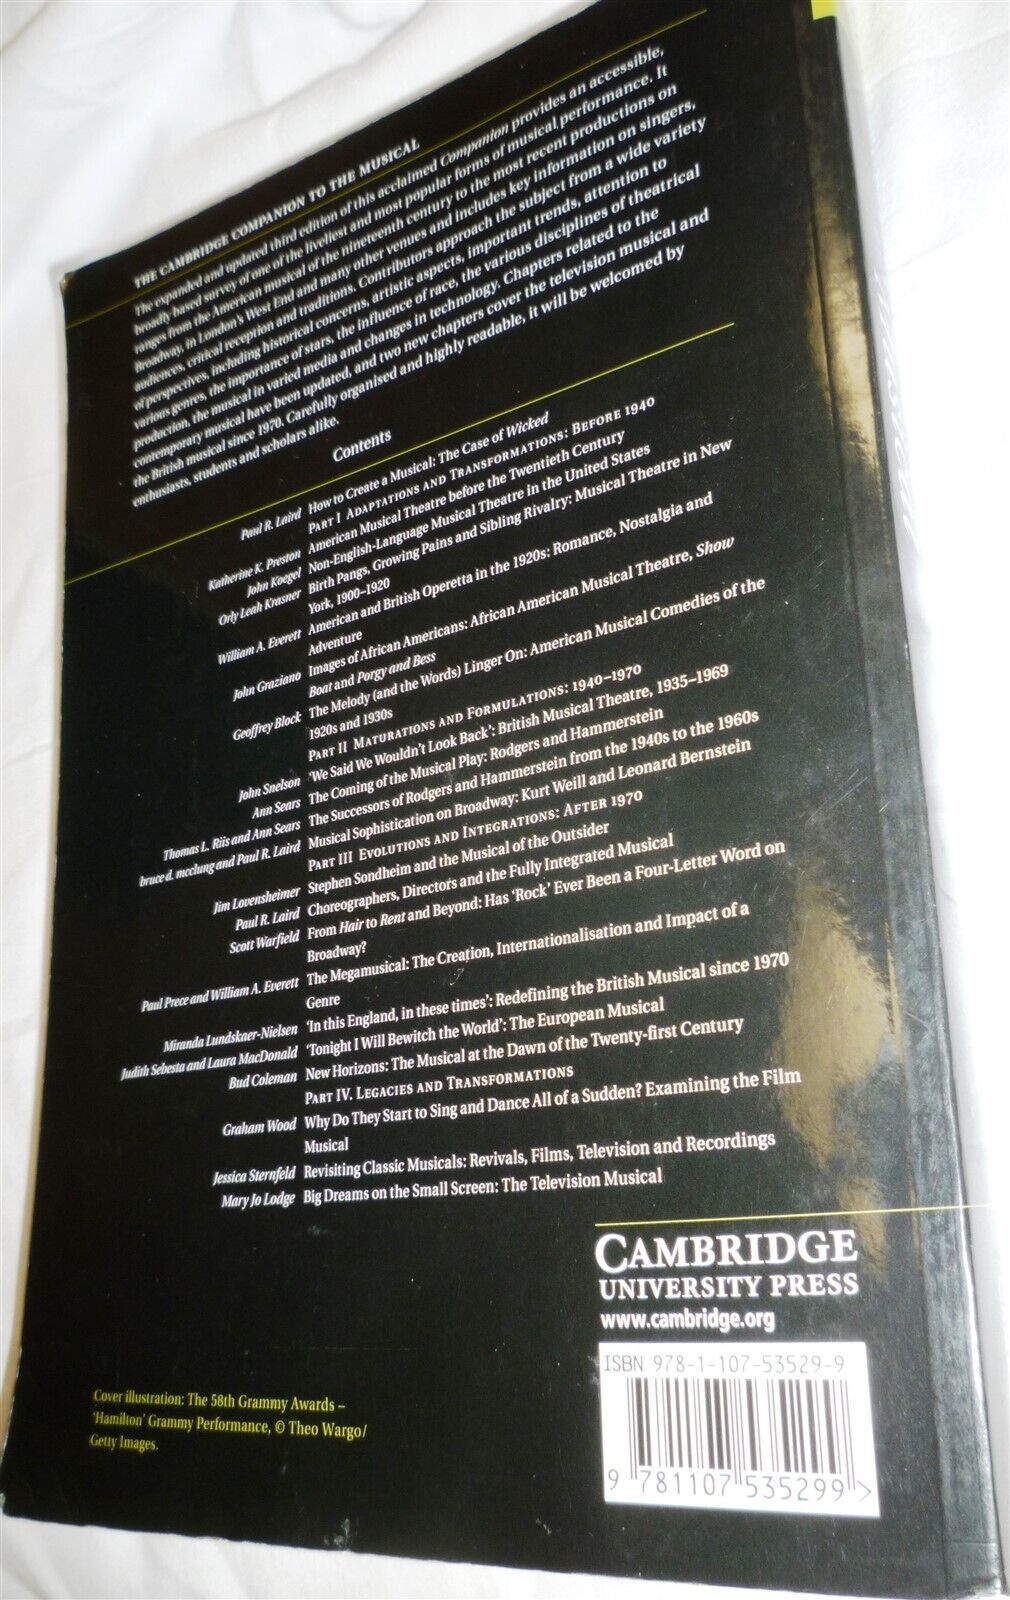 THE CAMBRIDGE COMPANION TO THE MUSICAL
The expanded and updated third edition of this acclaimed Companion provides an accessible,
broadly based survey of one of the liveliest and most popular forms of musical performance. It
ranges from the American musical of the nineteenth century to the most recent productions on
Broadway, in London's West End and many other venues and includes key information on singers,
audiences, critical reception and traditions. Contributors approach the subject from a wide variety
of perspectives, including historical concerns, artistic aspects, important trends, attention to
various genres, the importance of stars, the influence of race, the various disciplines of theatrical
production, the musical in varied media and changes in technology. Chapters related to the
contemporary musical have been updated, and two new chapters cover the television musical and
the British musical since 1970. Carefully organised and highly readable, it will be welcomed by
enthusiasts, students and scholars alike.
Contents
Paul R. Laird How to Create a Musical: The Case of Wicked
PART I ADAPTATIONS AND TRANSFORMATIONS: BEFORE 1940
Katherine K. Preston American Musical Theatre before the Twentieth Century
John Koegel Non-English-Language Musical Theatre in the United States
Orly Leah Krasner Birth Pangs, Growing Pains and Sibling Rivalry: Musical Theatre in New
York, 1900–1920
William A. Everett American and British Operetta in the 1920s: Romance, Nostalgia and
Adventure
John Graziano Images of African Americans: African American Musical Theatre, Show
Boat and Porgy and Bess
Geoffrey Block The Melody (and the Words) Linger On: American Musical Comedies of the
1920s and 1930s
PART II MATURATIONS AND FORMULATIONS: 1940–1970
John Snelson 'We Said We Wouldn't Look Back': British Musical Theatre, 1935–1969
Ann Sears The Coming of the Musical Play: Rodgers and Hammerstein
Thomas L. Riis and Ann Sears The Successors of Rodgers and Hammerstein from the 1940s to the 1960s
bruce d. mcclung and Paul R. Laird Musical Sophistication on Broadway: Kurt Weill and Leonard Bernstein
PART III EVOLUTIONS AND INTEGRATIONS: AFTER 1970
Jim Lovensheimer Stephen Sondheim and the Musical of the Outsider
Paul R. Laird Choreographers, Directors and the Fully Integrated Musical
Scott Warfield From Hair to Rent and Beyond: Has 'Rock' Ever Been a Four-Letter Word on
Broadway?
Paul Prece and William A. Everett The Megamusical: The Creation, Internationalisation and Impact of a
Genre
Miranda Lundskaer-Nielsen 'In this England, in these times': Redefining the British Musical since 1970
Judith Sebesta and Laura MacDonald 'Tonight I Will Bewitch the World': The European Musical
Bud Coleman New Horizons: The Musical at the Dawn of the Twenty-first Century
PART IV. LEGACIES AND TRANSFORMATIONS
Graham Wood Why Do They Start to Sing and Dance All of a Sudden? Examining the Film
Musical
Jessica Sternfeld Revisiting Classic Musicals: Revivals, Films, Television and Recordings
Mary Jo Lodge Big Dreams on the Small Screen: The Television Musical
CAMBRIDGE
UNIVERSITY PRESS
www.cambridge.org
ISBN 978-1-107-53529-9
9 781107 535299 >
Cover illustration: The 58th Grammy Awards –
'Hamilton' Grammy Performance, © Theo Wargo/
Getty Images.